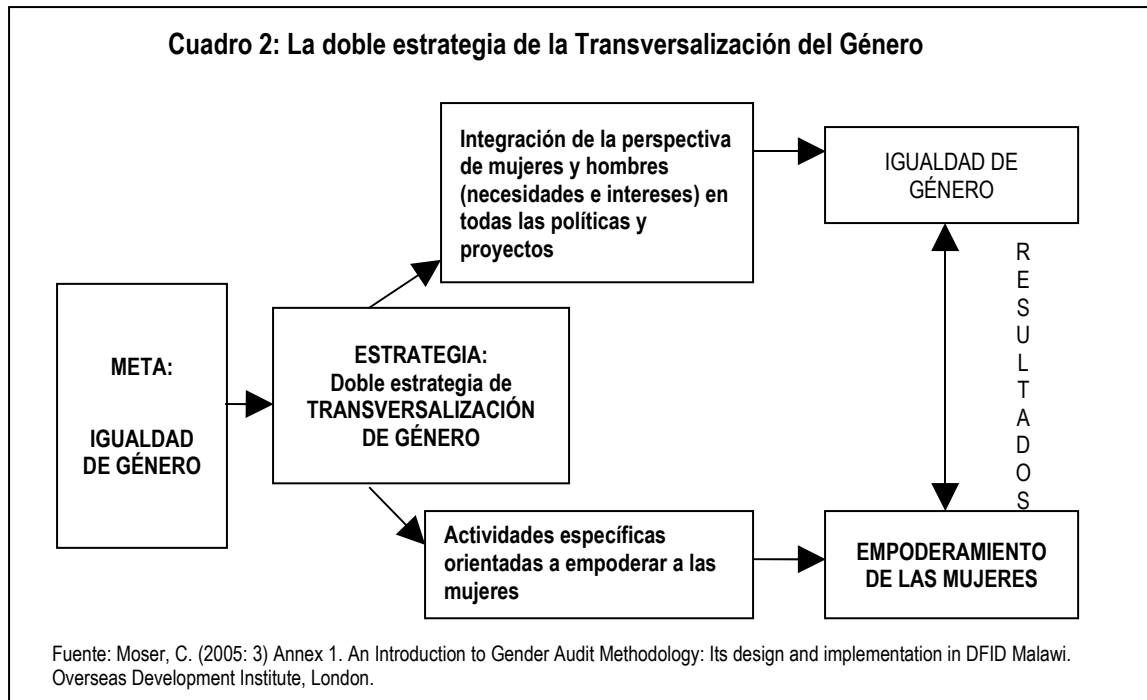 Cuadro 2: La doble estrategia de la Transversalización del Género
Integración de la perspectiva
de mujeres y hombres
(necesidades e intereses) en
todas las políticas y
proyectos
IGUALDAD DE
GÉNERO
META:
IGUALDAD
DE GÉNERO
ESTRATEGIA:
Doble estrategia de
TRANSVERSALIZACIÓN
DE GÉNERO
R
E
S
U
L
T
A
D
O
S
Actividades específicas
orientadas a empoderar a las
mujeres
EMPODERAMIENTO
DE LAS MUJERES
Fuente: Moser, C. (2005: 3) Annex 1. An Introduction to Gender Audit Methodology: Its design and implementation in DFID Malawi.
Overseas Development Institute, London.